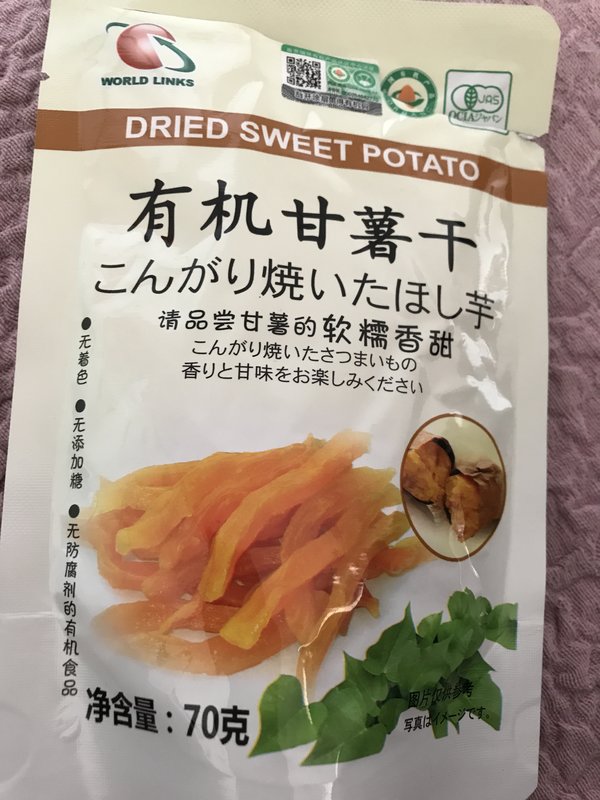 WORLD LINKS
JAS
OCIAジャパン
DRIED SWEET POTATO
有机甘薯干
こんがり焼いたほし芋
请品尝甘薯的软糯香甜
こんがり焼いたさつまいもの
香りと甘味をお楽しみください
●无着色
●无添加糖
●无防腐剂的有机食品
净含量：70克
图片仅供参考
写真はイメージです。